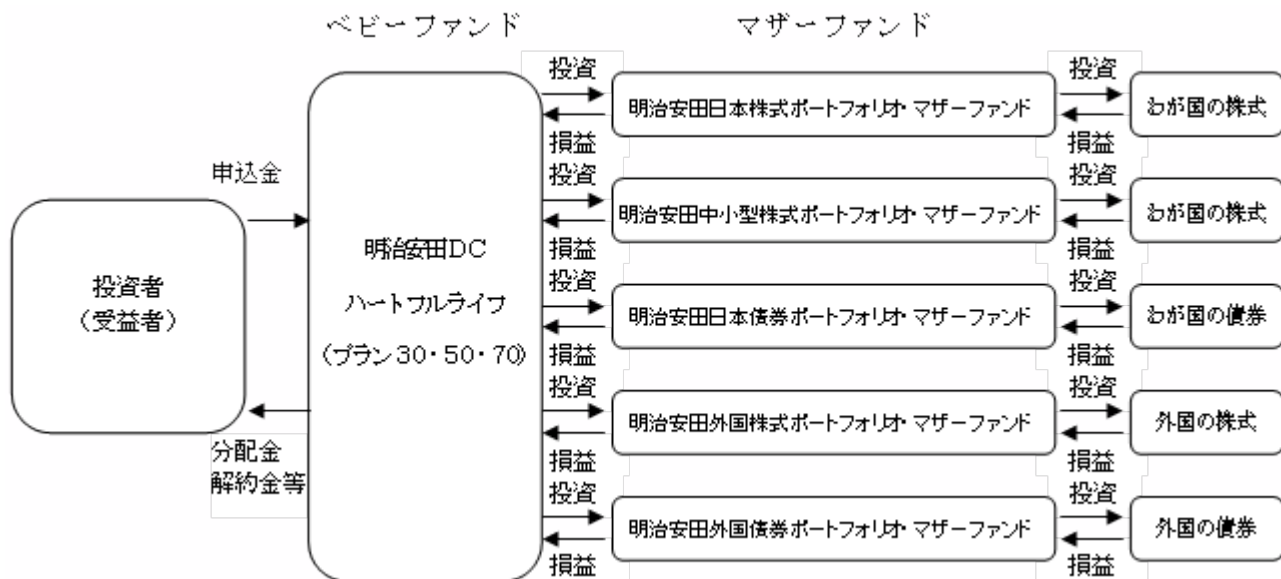 ベビーファンド
マザーファンド
申込金
投資者
（受益者）
分配金
解約金等
明治安田DC
ハートフルライフ
（プラン30・50・70）
投資
損益
明治安田日本株式ポートフォリオ・マザーファンド
投資
損益
わが国の株式
投資
損益
明治安田中小型株式ポートフォリオ・マザーファンド
投資
損益
わが国の株式
投資
損益
明治安田日本債券ポートフォリオ・マザーファンド
投資
損益
わが国の債券
投資
損益
明治安田外国株式ポートフォリオ・マザーファンド
投資
損益
外国の株式
投資
損益
明治安田外国債券ポートフォリオ・マザーファンド
投資
損益
外国の債券